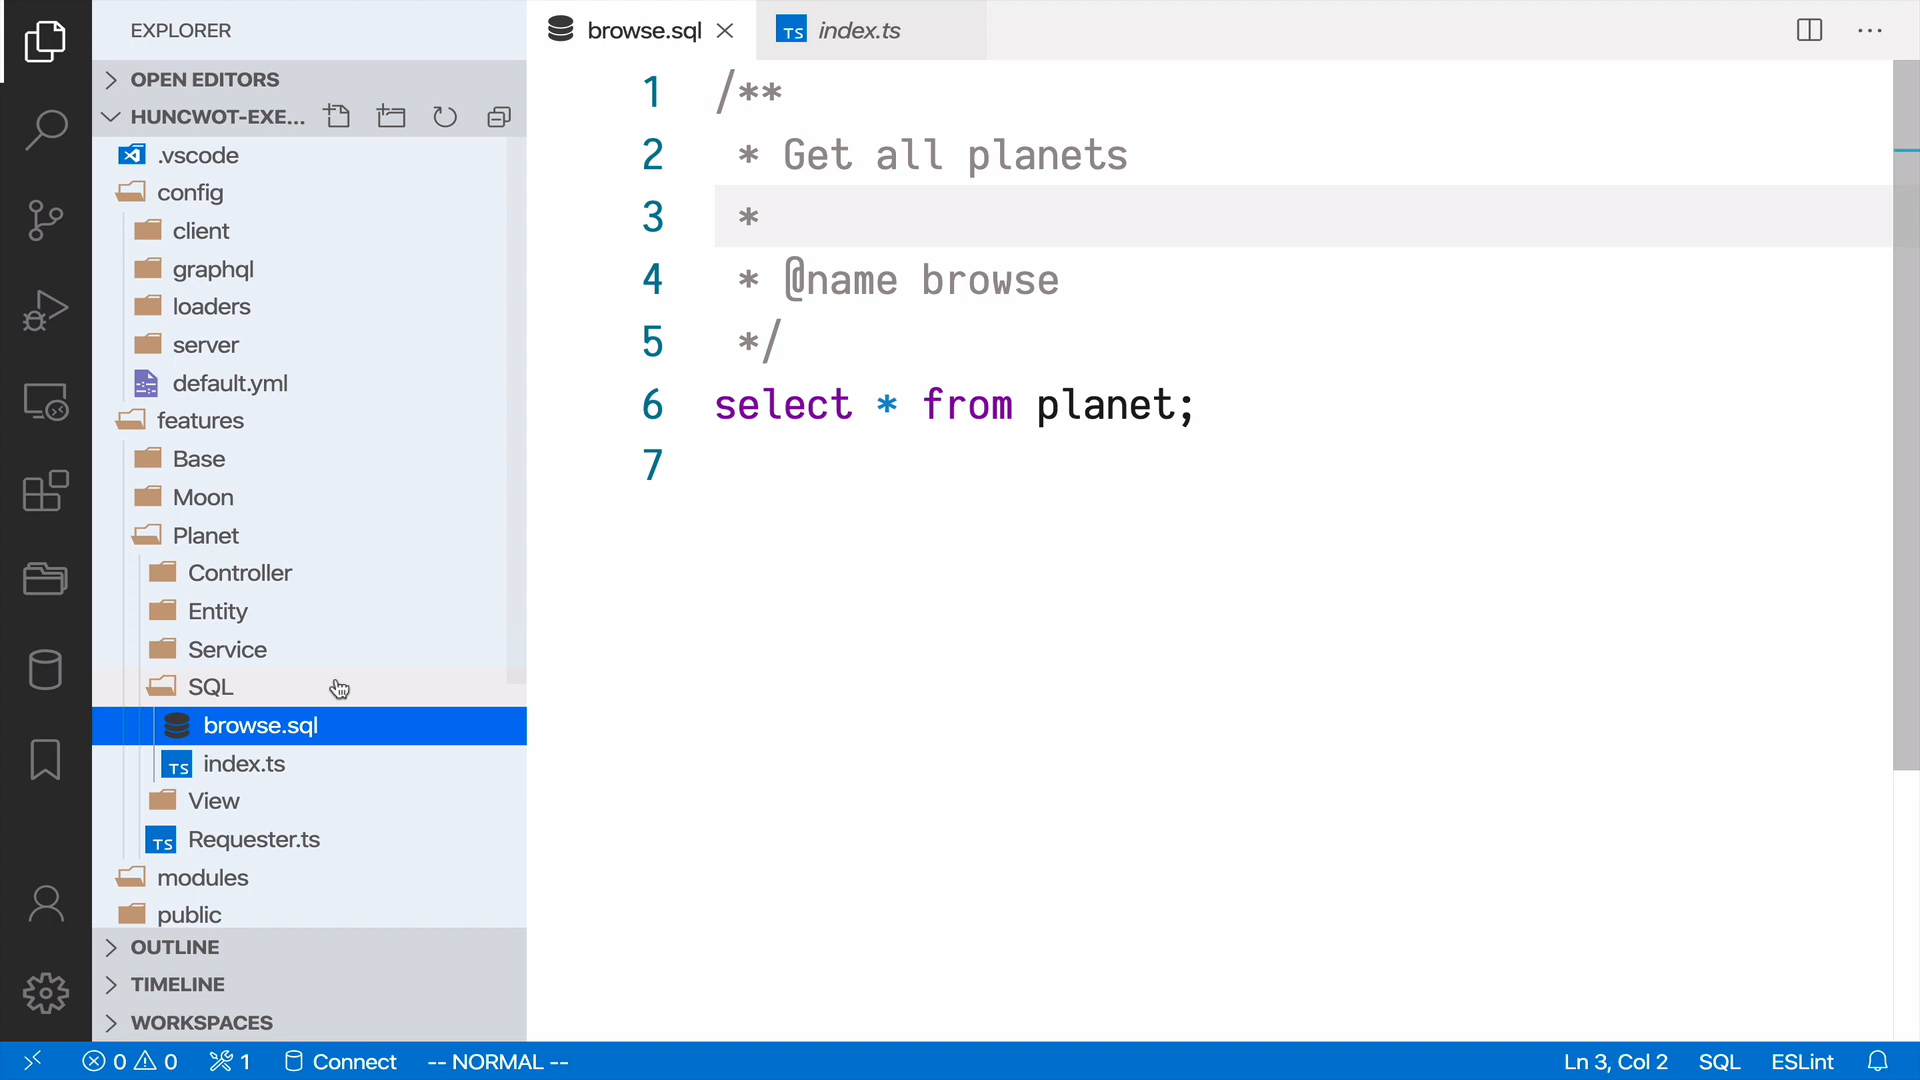 EXPLORER
OPEN EDITORS
HUNCWOT-EXE...
.vscode
config
client
graphql
loaders
server
default.yml
features
Base
Moon
Planet
Controller
Entity
Service
SQL
browse.sql
TS index.ts
View
TS Requester.ts
modules
public
OUTLINE
TIMELINE
WORKSPACES
browse.sql
TS index.ts
1 /**
2  * Get all planets
3  *
4  * @name browse
5  */
6 select * from planet;
7
0 0 1 Connect -- NORMAL -- Ln 3, Col 2 SQL ESLint